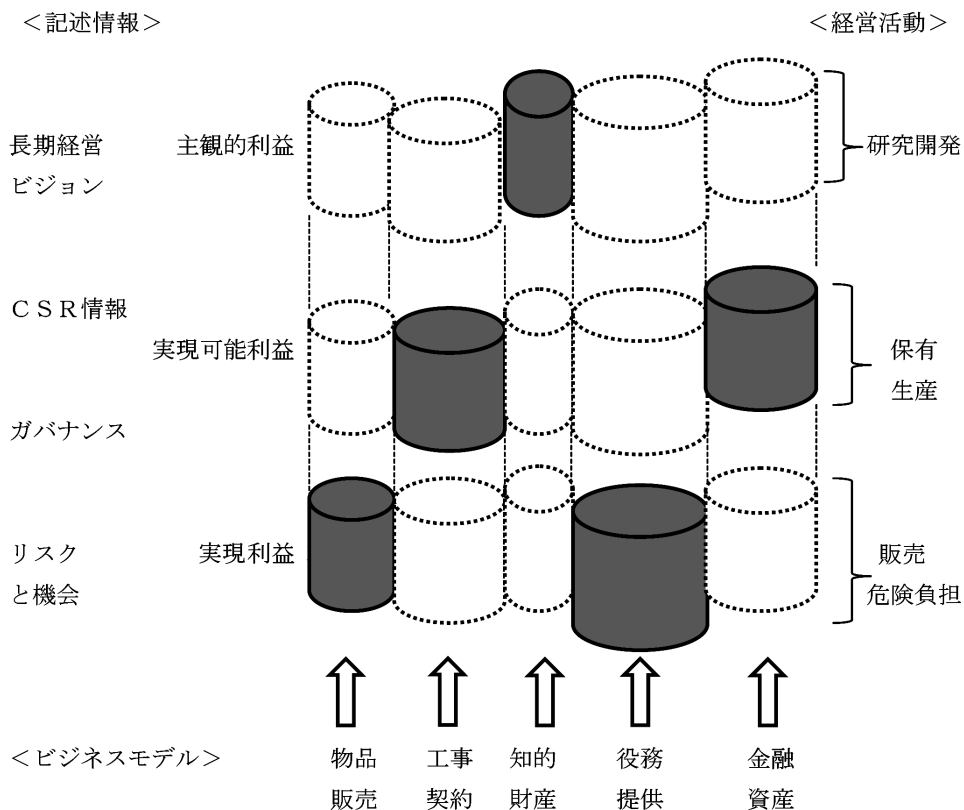 ＜記述情報＞
＜経営活動＞
長期経営
ビジョン
主観的利益
研究開発
ＣＳＲ情報
実現可能利益
保有
生産
ガバナンス
リスク
と機会
実現利益
販売
危険負担
＜ビジネスモデル＞
物品
販売
工事
契約
知的
財産
役務
提供
金融
資産